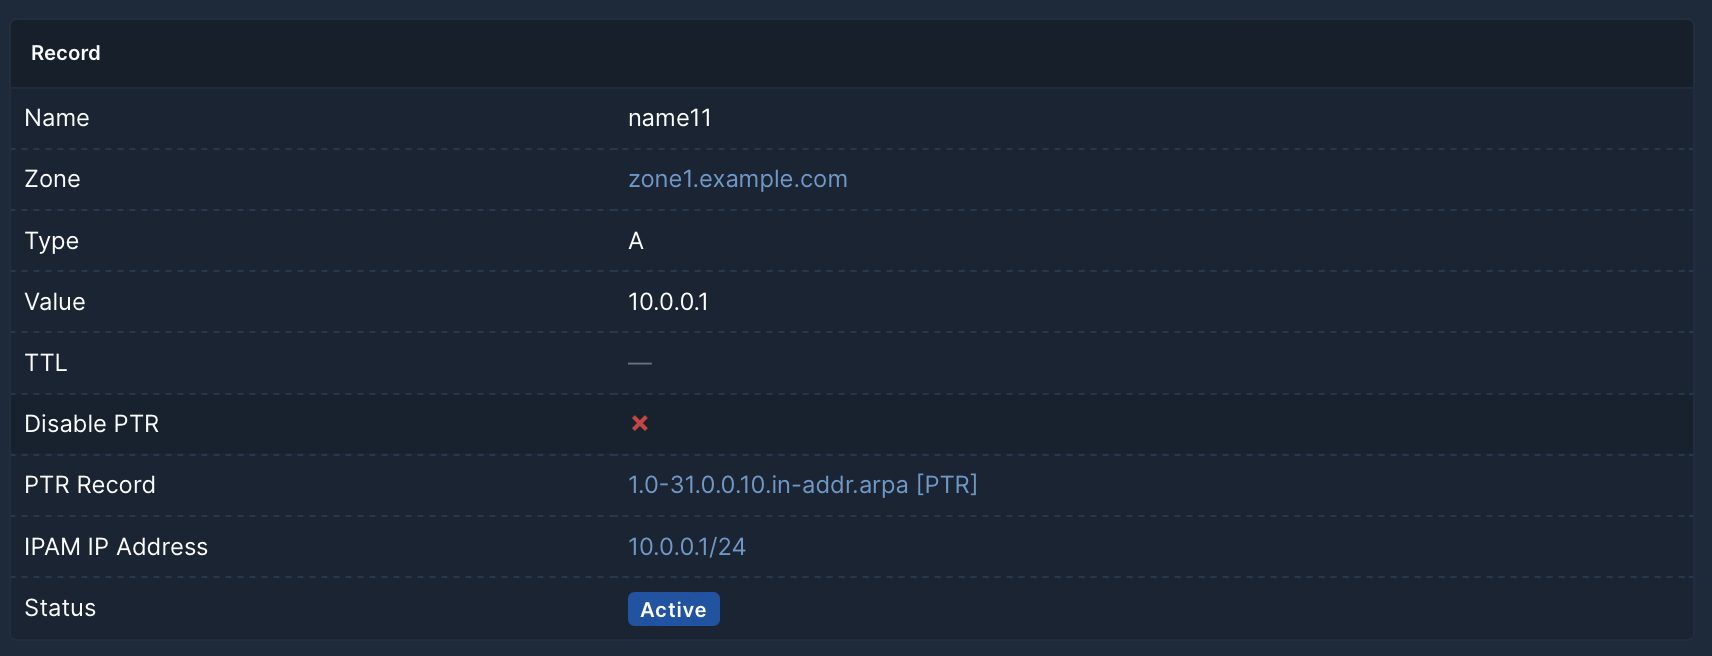 Record
Name name11
Zone zone1.example.com
Type A
Value 10.0.0.1
TTL —
Disable PTR
PTR Record 1.0-31.0.0.10.in-addr.arpa [PTR]
IPAM IP Address 10.0.0.1/24
Status Active